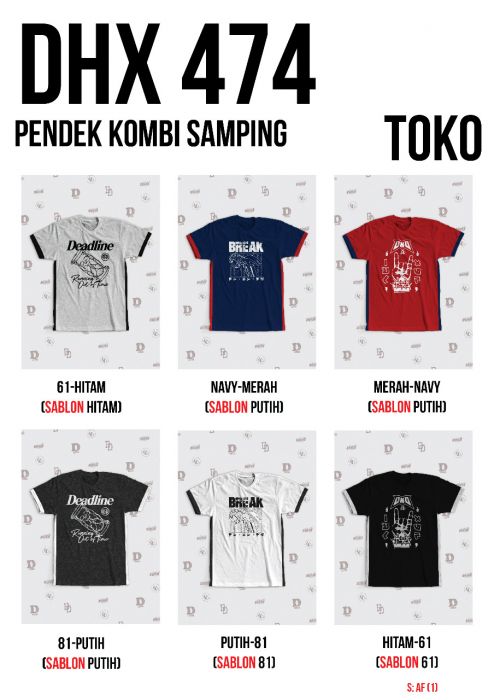 DHX 474
PENDEK KOMBI SAMPING
TOKO
Deadline
Running
Out of Time
BREAK
61-HITAM
(SABLON HITAM)
NAVY-MERAH
(SABLON PUTIH)
MERAH-NAVY
(SABLON PUTIH)
Deadline
Running
Out of Time
BREAK
81-PUTIH
(SABLON PUTIH)
PUTIH-81
(SABLON 81)
HITAM-61
(SABLON 61)
S: AF (1)